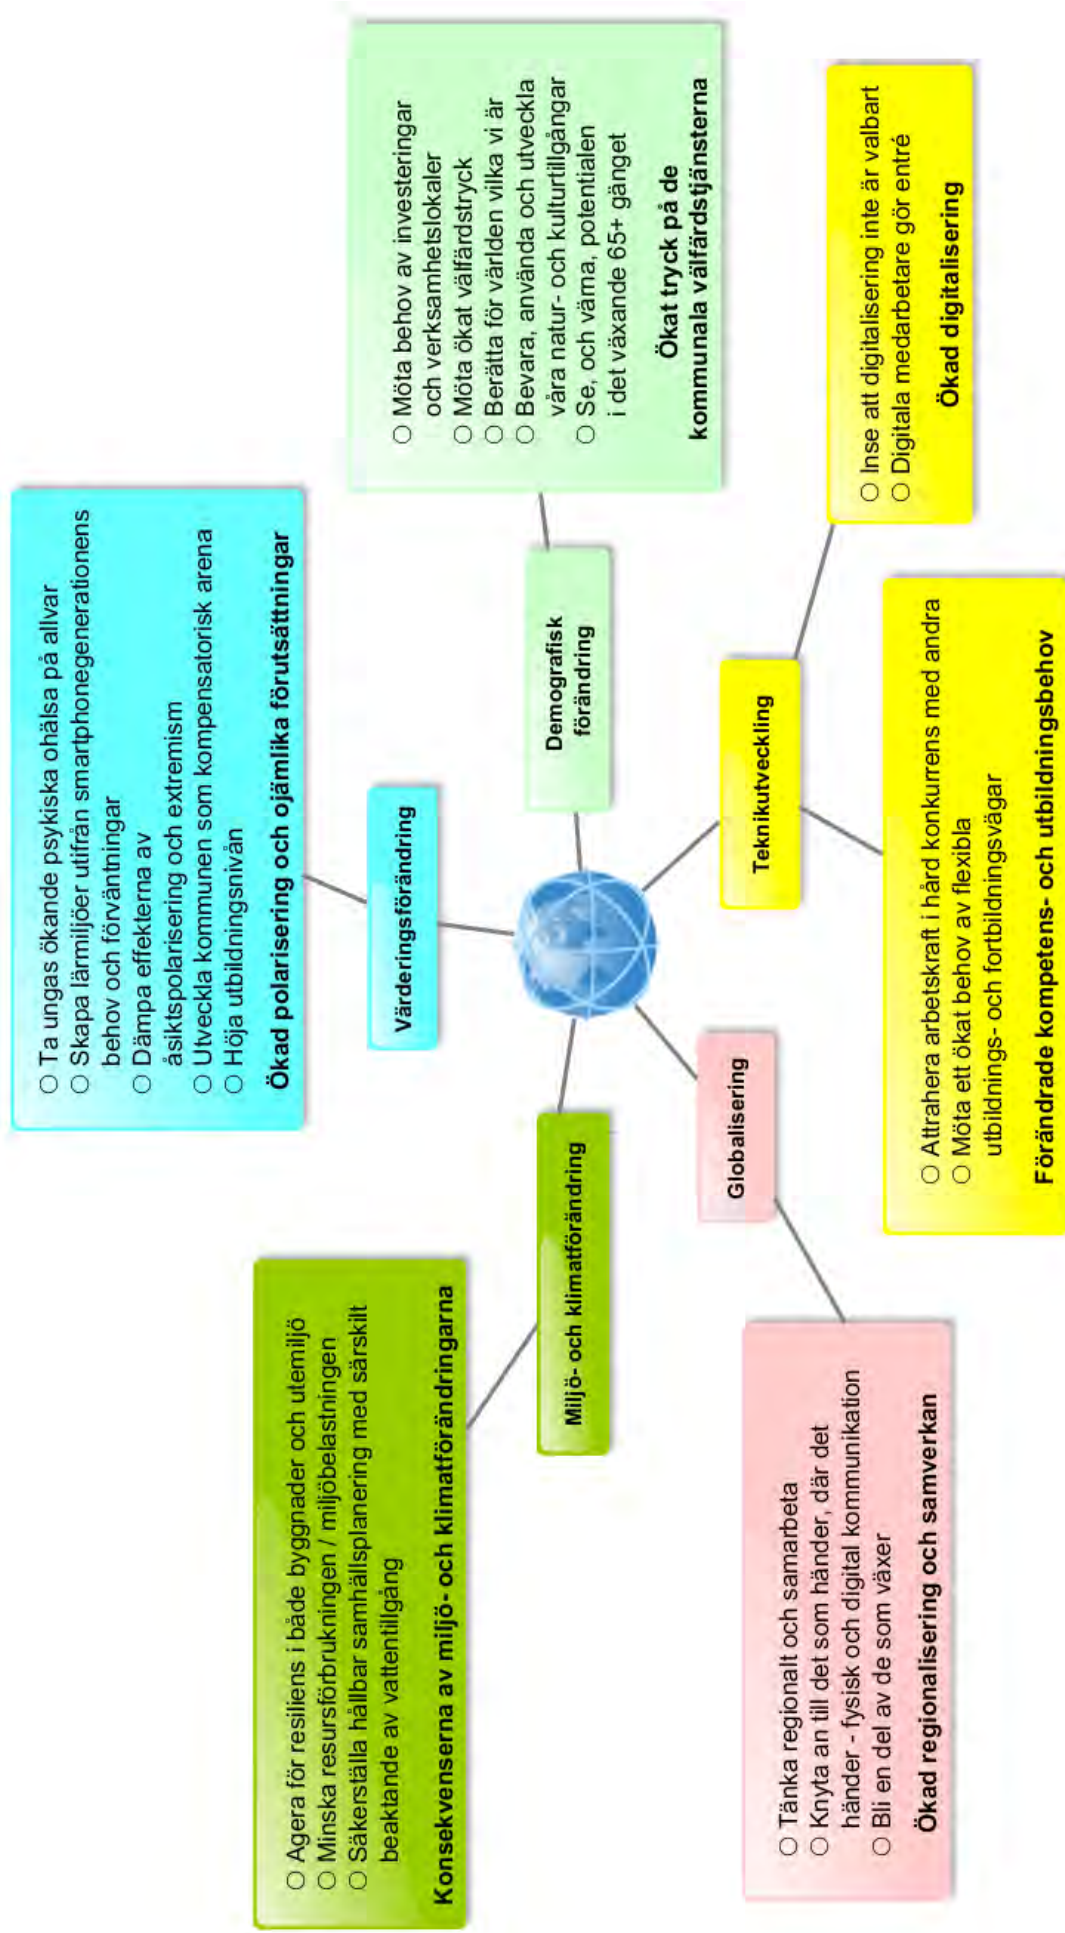 ○ Ta ungas ökande psykiska ohälsa på allvar
○ Skapa lärmiljöer utifrån smartphonegenerationens
behov och förväntningar
○ Dämpa effekterna av
åsiktspolarisering och extremism
○ Utveckla kommunen som kompensatorisk arena
○ Höja utbildningsnivån
Ökad polarisering och ojämlika förutsättningar
Värderingsförändring
○ Agera för resiliens i både byggnader och utemiljö
○ Minska resursförbrukningen / miljöbelastningen
○ Säkerställa hållbar samhällsplanering med särskilt
beaktande av vattentillgång
Konsekvenserna av miljö- och klimatförändringarna
Miljö- och klimatförändring
○ Möta behov av investeringar
och verksamhetslokaler
○ Möta ökat välfärdstryck
○ Berätta för världen vilka vi är
○ Bevara, använda och utveckla
våra natur- och kulturtillgångar
○ Se, och värna, potentialen
i det växande 65+ gänget
Ökat tryck på de
kommunala välfärdstjänsterna
Demografisk
förändring
Globalisering
○ Tänka regionalt och samarbeta
○ Knyta an till det som händer, där det
händer - fysisk och digital kommunikation
○ Bli en del av de som växer
Ökad regionalisering och samverkan
Teknikutveckling
○ Attrahera arbetskraft i hård konkurrens med andra
○ Möta ett ökat behov av flexibla
utbildnings- och fortbildningsvägar
Förändrade kompetens- och utbildningsbehov
○ Inse att digitalisering inte är valbart
○ Digitala medarbetare gör entré
Ökad digitalisering